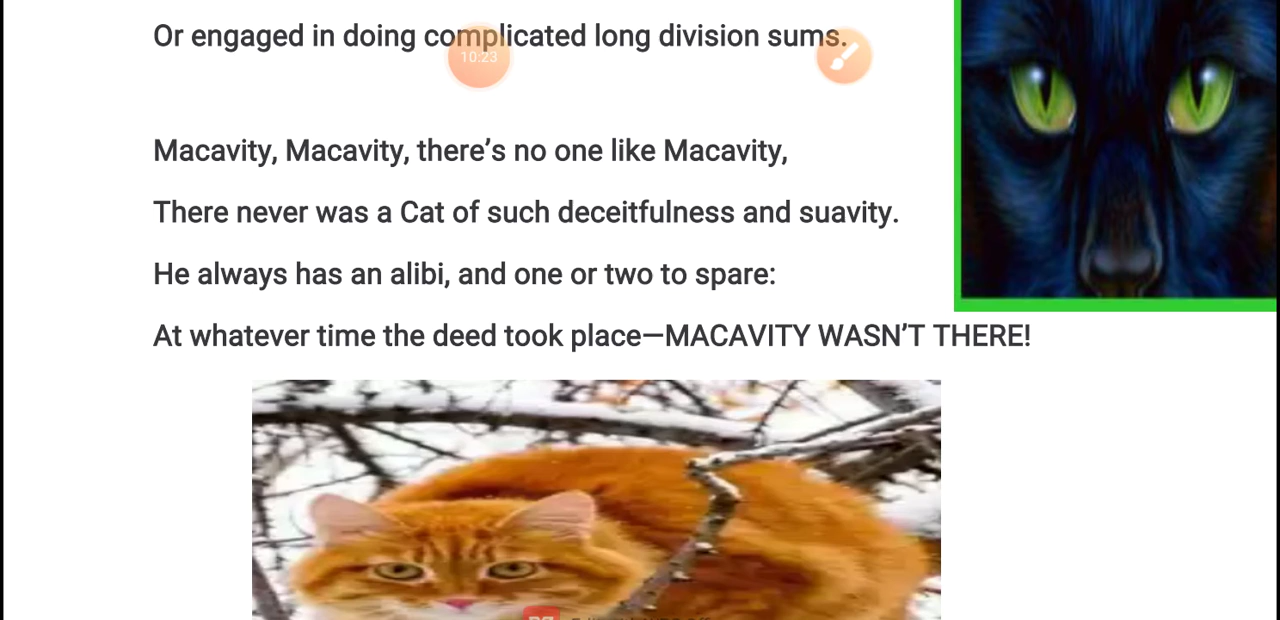 Or engaged in doing complicated long division sums.
10:23
Macavity, Macavity, there’s no one like Macavity,
There never was a Cat of such deceitfulness and suavity.
He always has an alibi, and one or two to spare:
At whatever time the deed took place—MACAVITY WASN’T THERE!